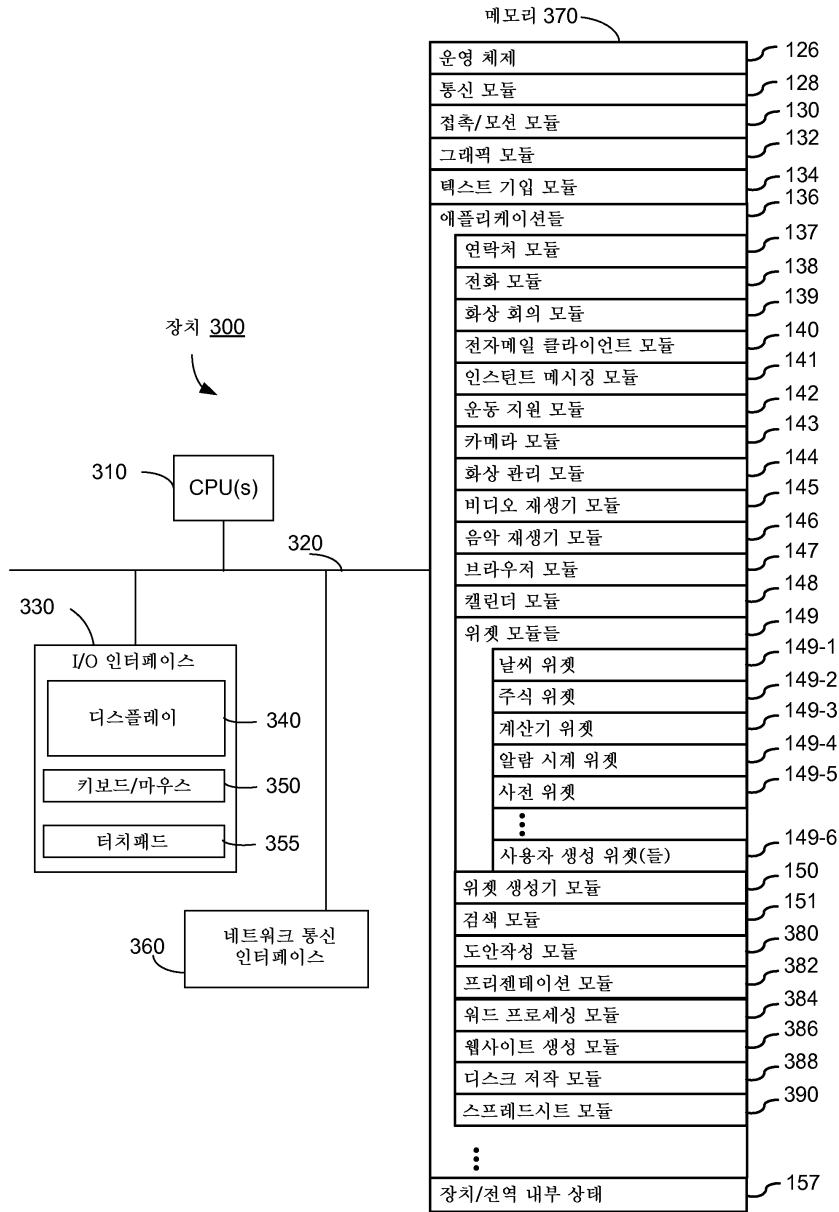 메모리 370
운영 체제 126
통신 모듈 128
접촉/모션 모듈 130
그래픽 모듈 132
텍스트 기입 모듈 134
애플리케이션들 136
연락처 모듈 137
전화 모듈 138
화상 회의 모듈 139
전자메일 클라이언트 모듈 140
인스턴트 메시징 모듈 141
운동 지원 모듈 142
카메라 모듈 143
화상 관리 모듈 144
비디오 재생기 모듈 145
음악 재생기 모듈 146
브라우저 모듈 147
캘린더 모듈 148
위젯 모듈들 149
날씨 위젯 149-1
주식 위젯 149-2
계산기 위젯 149-3
알람 시계 위젯 149-4
사전 위젯 149-5
사용자 생성 위젯(들) 149-6
위젯 생성기 모듈 150
검색 모듈 151
도안작성 모듈 380
프리젠테이션 모듈 382
워드 프로세싱 모듈 384
웹사이트 생성 모듈 386
디스크 저작 모듈 388
스프레드시트 모듈 390
장치/전역 내부 상태 157
장치 300
310
CPU(s)
320
330
I/O 인터페이스
디스플레이 340
키보드/마우스 350
터치패드 355
360
네트워크 통신
인터페이스